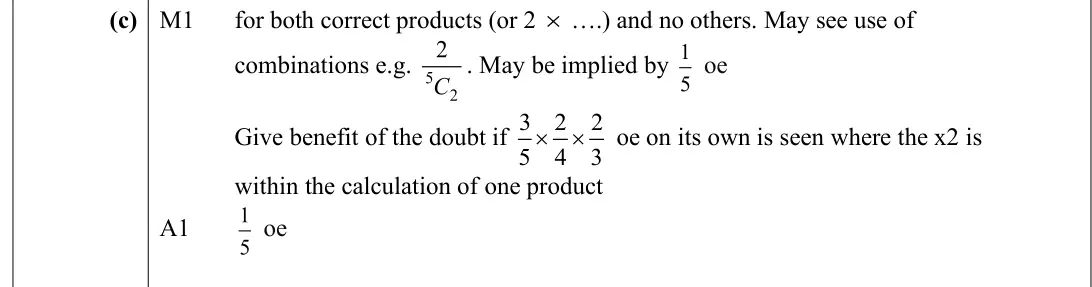 (c) M1 for both correct products (or 2 × ….) and no others. May see use of
combinations e.g. 2/⁵C₂ . May be implied by 1/5 oe
Give benefit of the doubt if 3/5 × 2/4 × 2/3 oe on its own is seen where the x2 is
within the calculation of one product
A1 1/5 oe